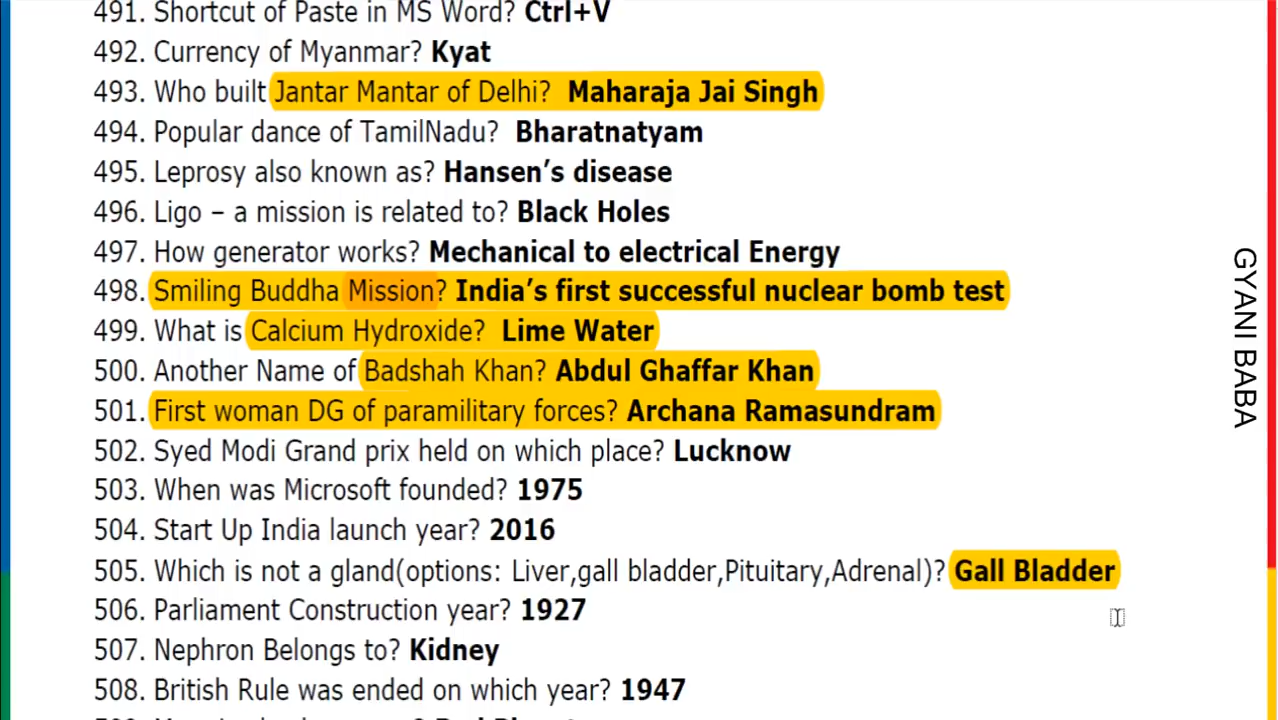 491. Shortcut of Paste in MS Word? Ctrl+V
492. Currency of Myanmar? Kyat
493. Who built Jantar Mantar of Delhi? Maharaja Jai Singh
494. Popular dance of TamilNadu? Bharatnatyam
495. Leprosy also known as? Hansen’s disease
496. Ligo – a mission is related to? Black Holes
497. How generator works? Mechanical to electrical Energy
498. Smiling Buddha Mission? India’s first successful nuclear bomb test
499. What is Calcium Hydroxide? Lime Water
500. Another Name of Badshah Khan? Abdul Ghaffar Khan
501. First woman DG of paramilitary forces? Archana Ramasundram
502. Syed Modi Grand prix held on which place? Lucknow
503. When was Microsoft founded? 1975
504. Start Up India launch year? 2016
505. Which is not a gland(options: Liver,gall bladder,Pituitary,Adrenal)? Gall Bladder
506. Parliament Construction year? 1927
507. Nephron Belongs to? Kidney
508. British Rule was ended on which year? 1947
GYANI BABA